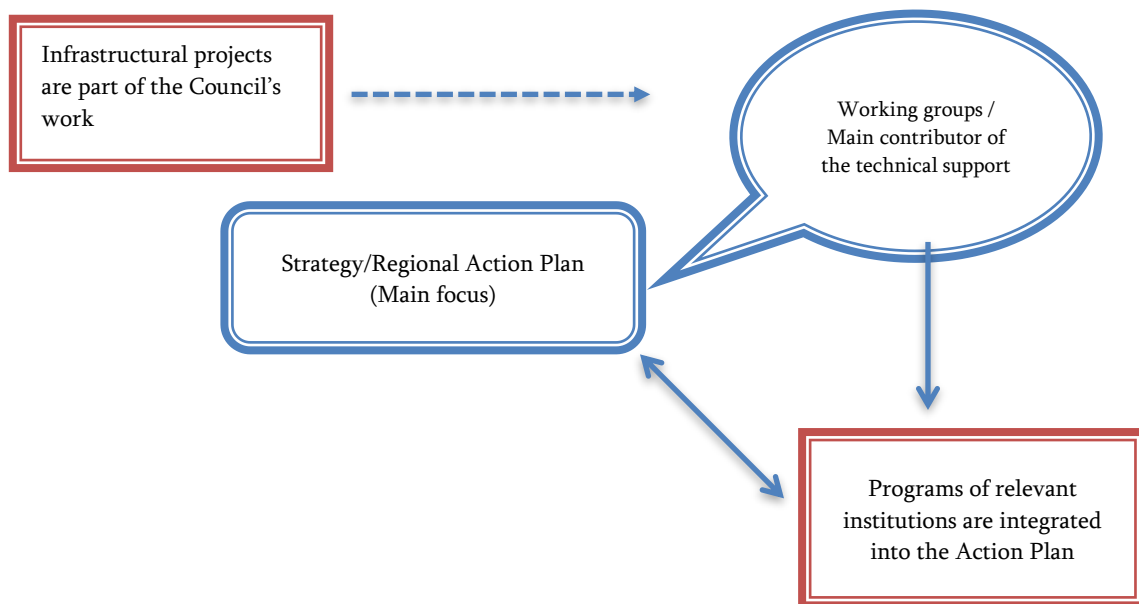 Infrastructural projects
are part of the Council’s
work
Working groups /
Main contributor of
the technical support
Strategy/Regional Action Plan
(Main focus)
Programs of relevant
institutions are integrated
into the Action Plan